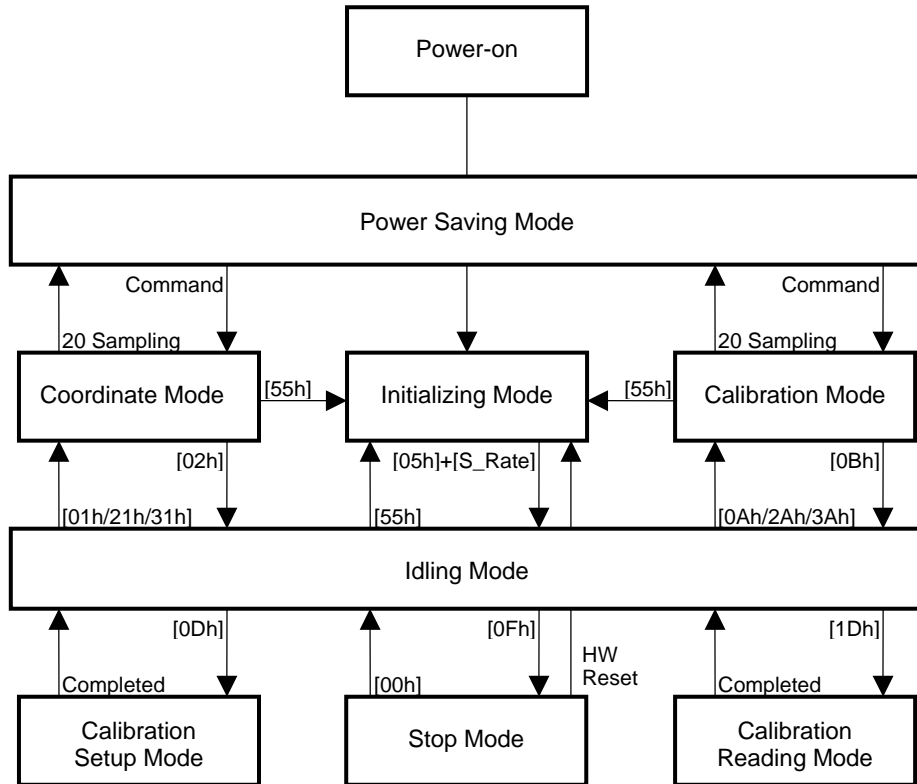 Power-on
Power Saving Mode
Command
Command
20 Sampling
20 Sampling
Coordinate Mode
[55h]
Initializing Mode
[55h]
Calibration Mode
[02h]
[05h]+[S_Rate]
[0Bh]
[01h/21h/31h]
[55h]
[0Ah/2Ah/3Ah]
Idling Mode
[0Dh]
[0Fh]
[1Dh]
HW
Reset
Completed
[00h]
Completed
Calibration
Setup Mode
Stop Mode
Calibration
Reading Mode